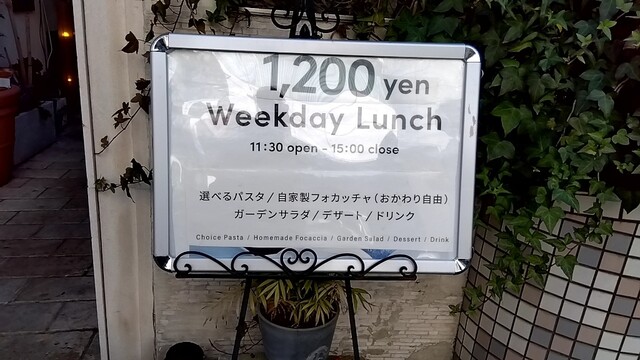 1,200 yen
Weekday Lunch
11:30 open - 15:00 close
選べるパスタ / 自家製フォカッチャ（おかわり自由）
ガーデンサラダ / デザート / ドリンク
Choice Pasta / Homemade Focaccia / Garden Salad / Dessert / Drink